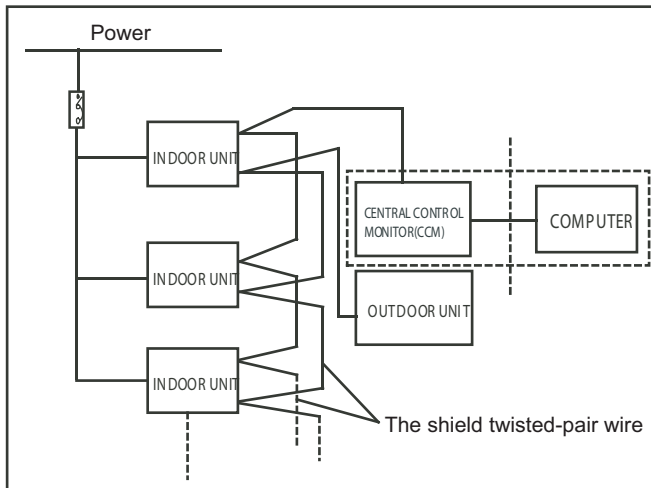 Power
INDOOR UNIT
CENTRAL CONTROL
MONITOR(CCM)
COMPUTER
INDOOR UNIT
OUTDOOR UNIT
INDOOR UNIT
The shield twisted-pair wire